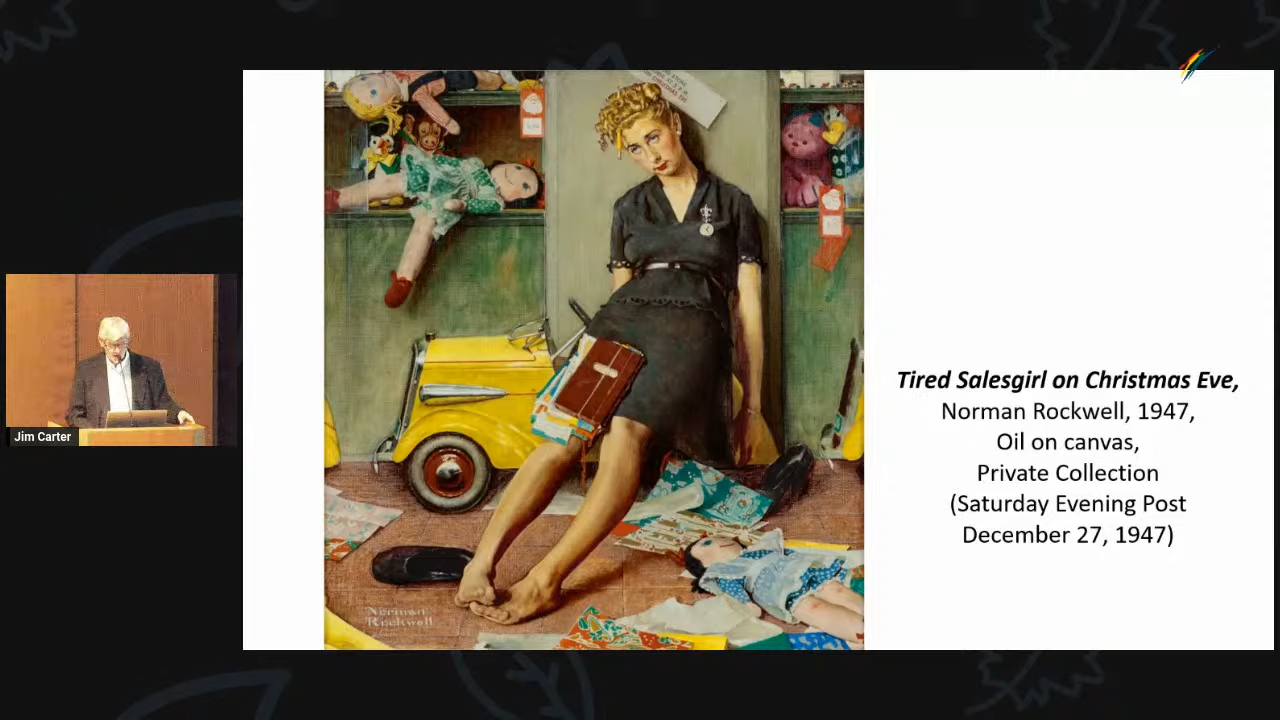 Jim Carter
Norman
Rockwell
Tired Salesgirl on Christmas Eve,
Norman Rockwell, 1947,
Oil on canvas,
Private Collection
(Saturday Evening Post
December 27, 1947)